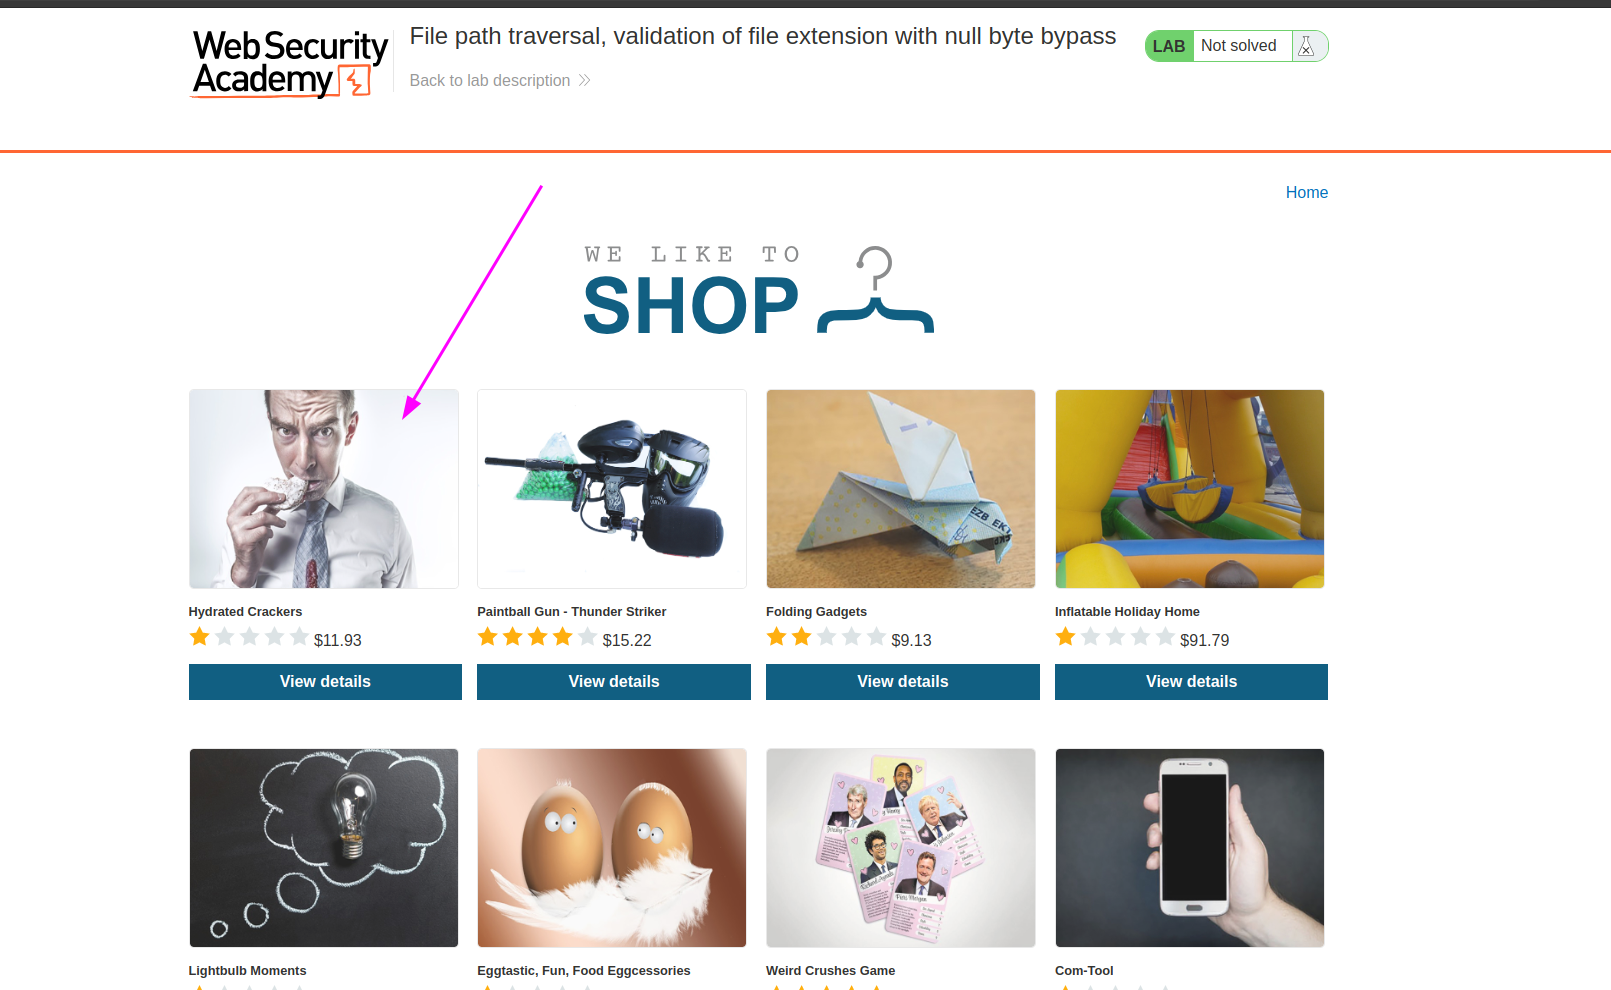 Web Security
Academy
File path traversal, validation of file extension with null byte bypass
Back to lab description
LAB Not solved
Home
WE LIKE TO
SHOP
Hydrated Crackers
$11.93
View details
Paintball Gun - Thunder Striker
$15.22
View details
Folding Gadgets
$9.13
View details
Inflatable Holiday Home
$91.79
View details
Lightbulb Moments
Eggtastic, Fun, Food Eggcessories
Weird Crushes Game
Com-Tool